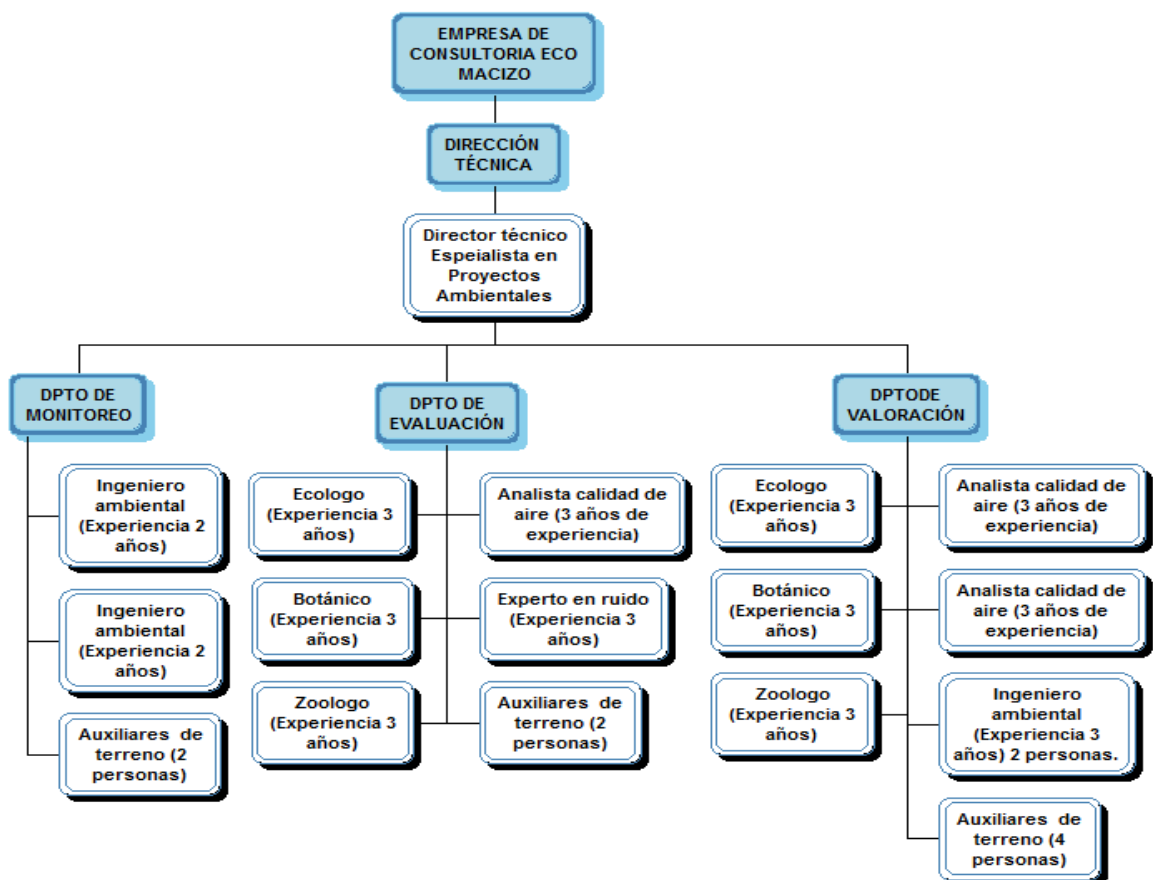 EMPRESA DE
CONSULTORIA ECO
MACIZO
DIRECCIÓN
TÉCNICA
Director técnico
Espeialista en
Proyectos
Ambientales
DPTO DE
MONITOREO
Ingeniero
ambiental
(Experiencia 2
años)
Ingeniero
ambiental
(Experiencia 2
años)
Auxiliares de
terreno (2
personas)
DPTO DE
EVALUACIÓN
Ecologo
(Experiencia 3
años)
Botánico
(Experiencia 3
años)
Zoologo
(Experiencia 3
años)
Analista calidad de
aire (3 años de
experiencia)
Experto en ruido
(Experiencia 3
años)
Auxiliares de
terreno (2
personas)
DPTODE
VALORACIÓN
Ecologo
(Experiencia 3
años)
Botánico
(Experiencia 3
años)
Zoologo
(Experiencia 3
años)
Analista calidad de
aire (3 años de
experiencia)
Analista calidad de
aire (3 años de
experiencia)
Ingeniero
ambiental
(Experiencia 3
años) 2 personas.
Auxiliares de
terreno (4
personas)